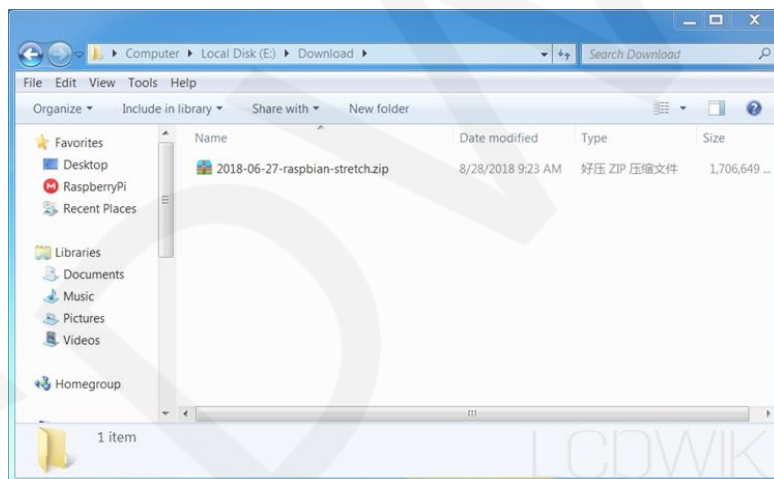 Computer ▸ Local Disk (E:) ▸ Download ▸
Search Download
File Edit View Tools Help
Organize ▾ Include in library ▾ Share with ▾ New folder
Favorites
Desktop
RaspberryPi
Recent Places
Libraries
Documents
Music
Pictures
Videos
Homegroup
Name Date modified Type Size
2018-06-27-raspbian-stretch.zip 8/28/2018 9:23 AM 好压 ZIP 压缩文件 1,706,649 ...
1 item
LCDWIK